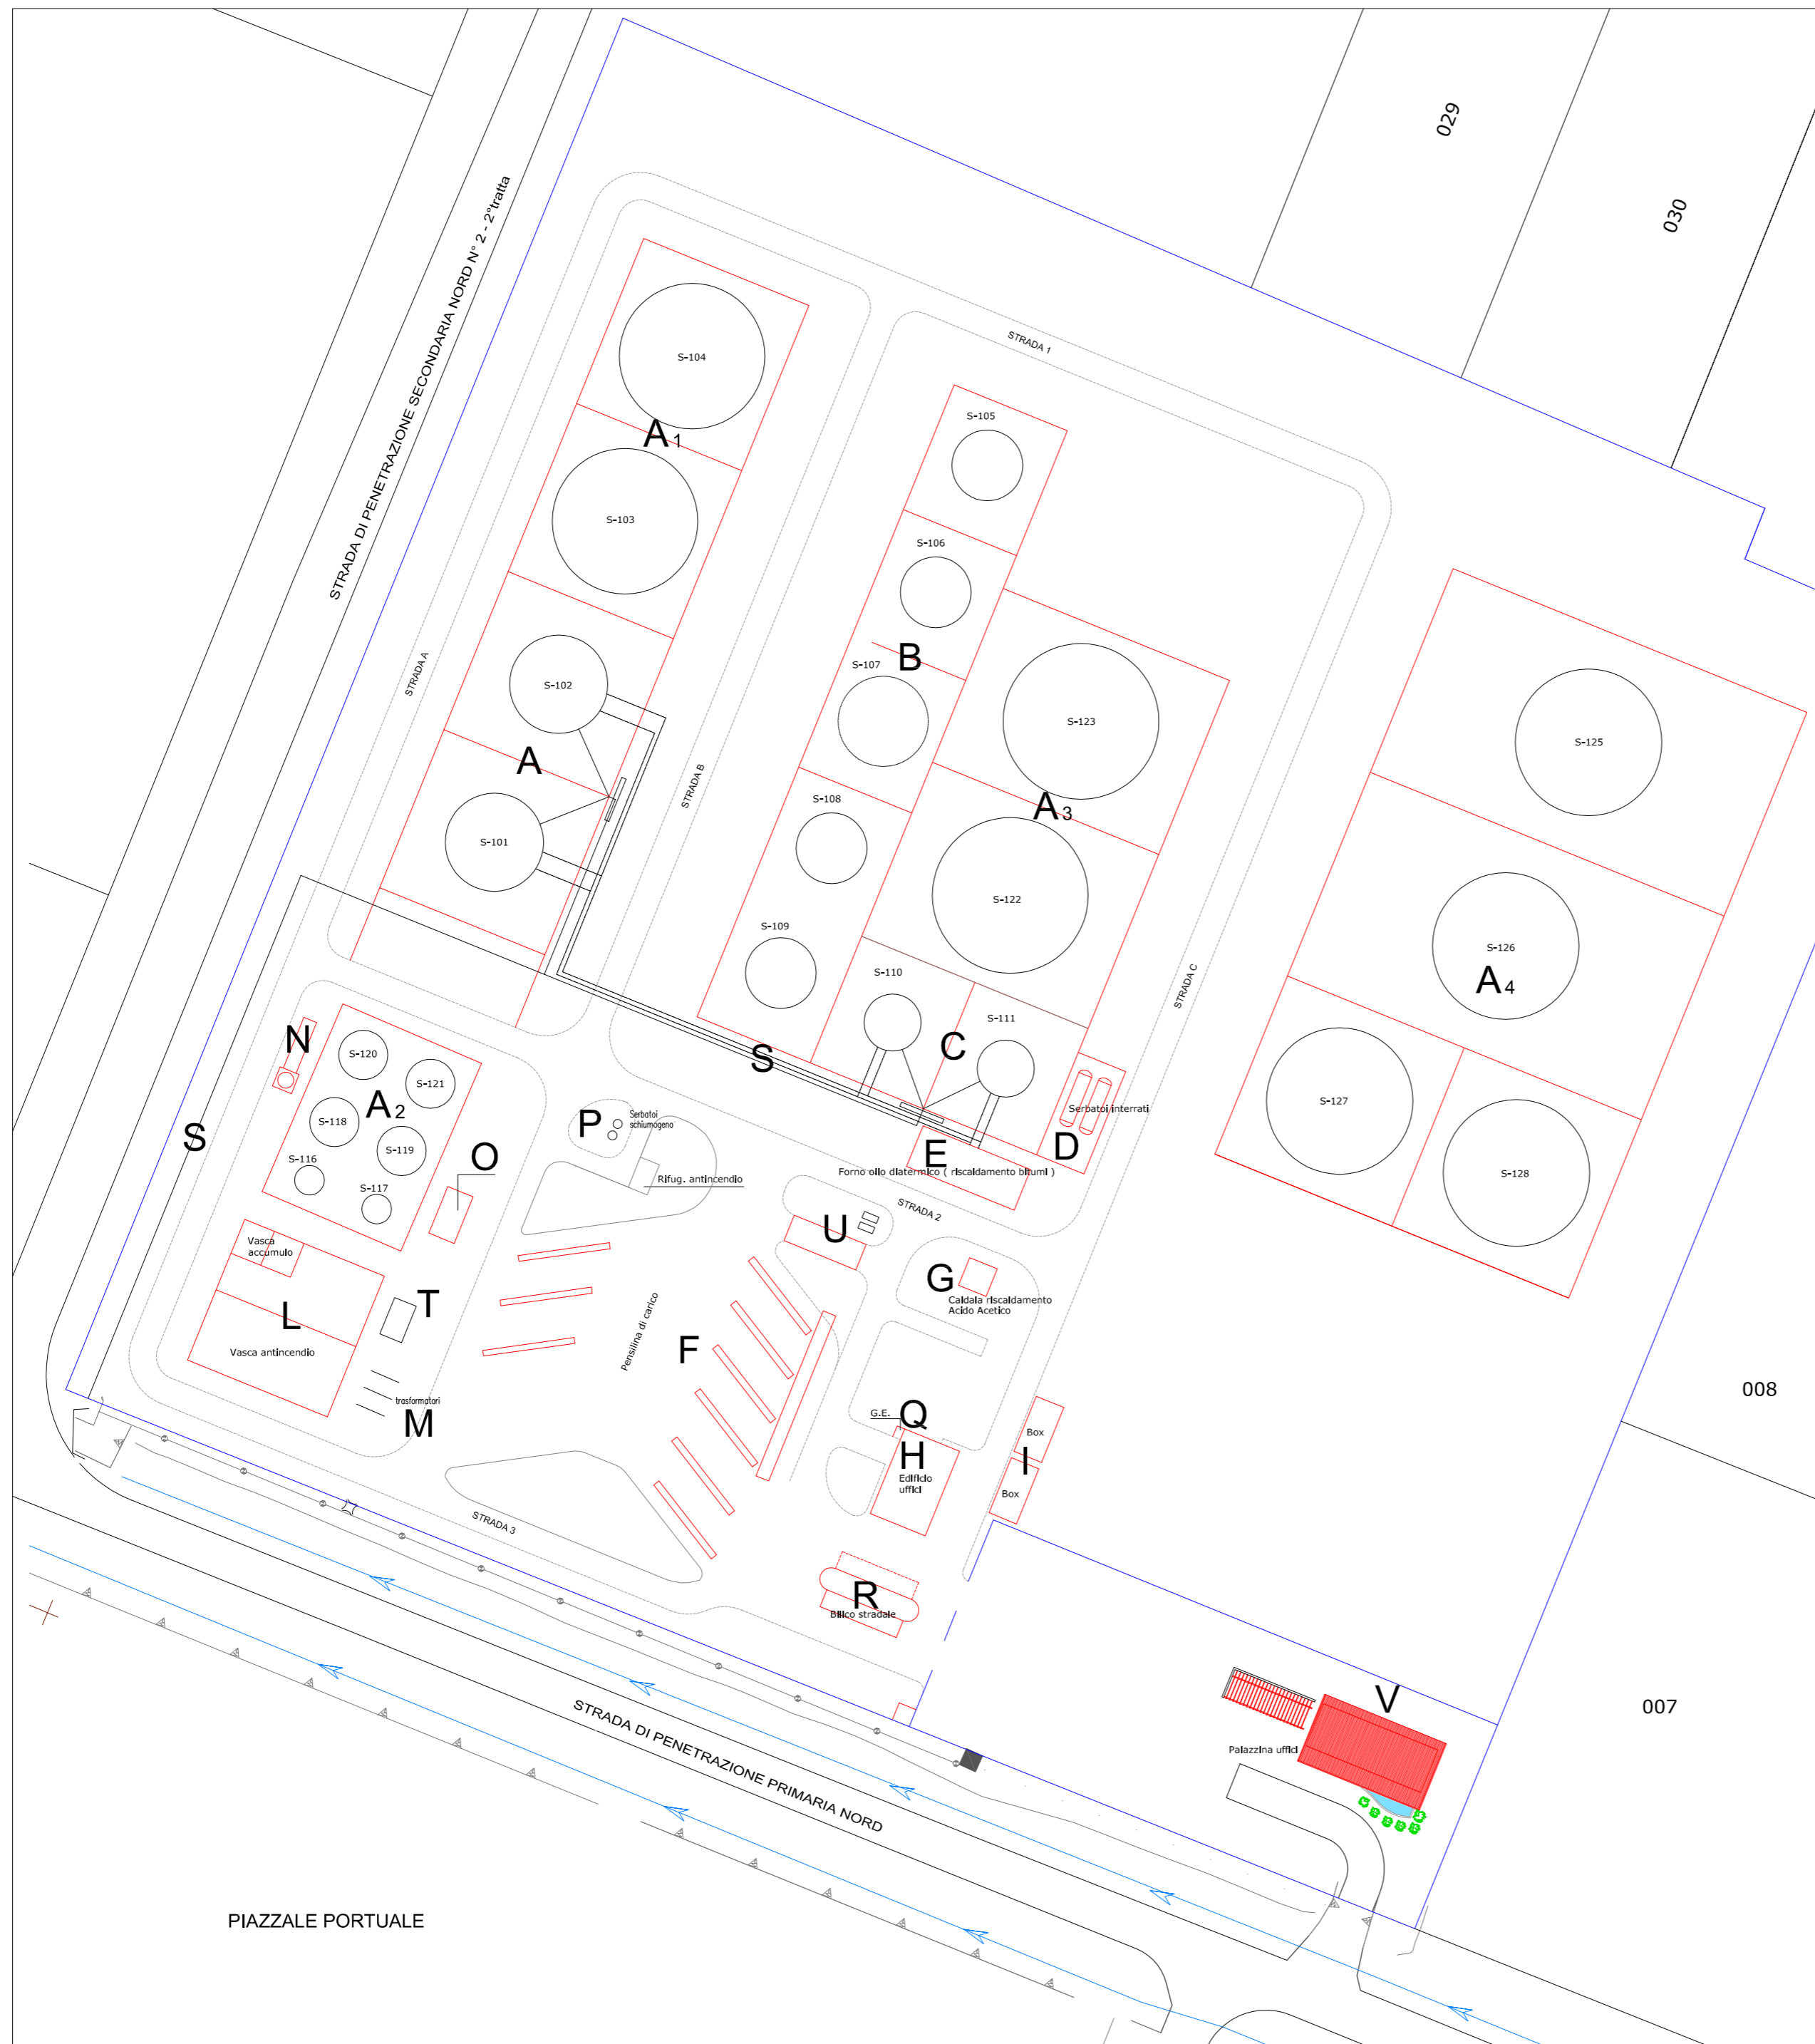 029
030
STRADA DI PENETRAZIONE SECONDARIA NORD N° 2 - 2°tratta
STRADA 1
S-104
A 1
S-103
S-105
S-106
B
S-107
S-102
STRADA A
A
S-101
STRADA B
S-108
S-109
S-123
A 3
S-122
S-110
S-111
C
STRADA C
S-125
S-126
A 4
S-127
S-128
N
S-120
S-121
A 2
S-118
S-119
S-116
S-117
S
S
O
P
Serbatoi
schiumogeno
Rifug. antincendio
Serbatoi interrati
D
E
Forno olio diatermico ( riscaldamento bitumi )
STRADA 2
U
G
Caldaia riscaldamento
Acido Acetico
Vasca
accumulo
L
T
Vasca antincendio
trasformatori
M
Pensilina di carico
F
G.E.
Q
H
Edificio
uffici
Box
I
Box
008
STRADA 3
R
Bilico stradale
V
Palazzina uffici
007
STRADA DI PENETRAZIONE PRIMARIA NORD
PIAZZALE PORTUALE